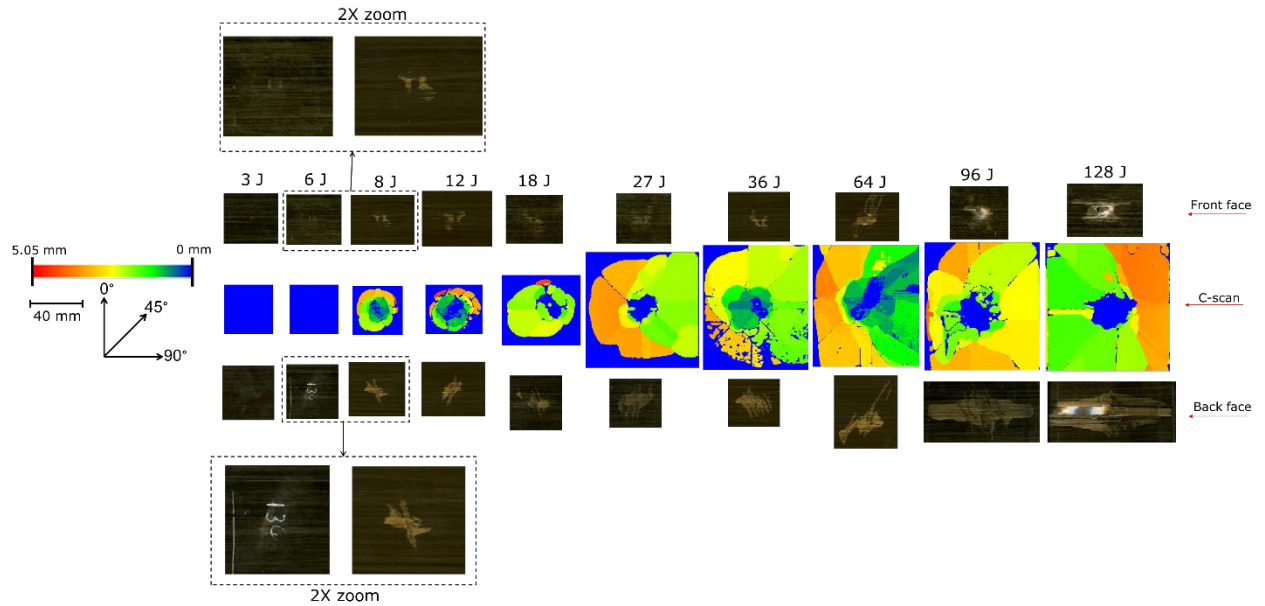 2X zoom
3 J
6 J
8 J
12 J
18 J
27 J
36 J
64 J
96 J
128 J
Front face
5.05 mm
0 mm
40 mm
0°
45°
90°
C-scan
Back face
2X zoom